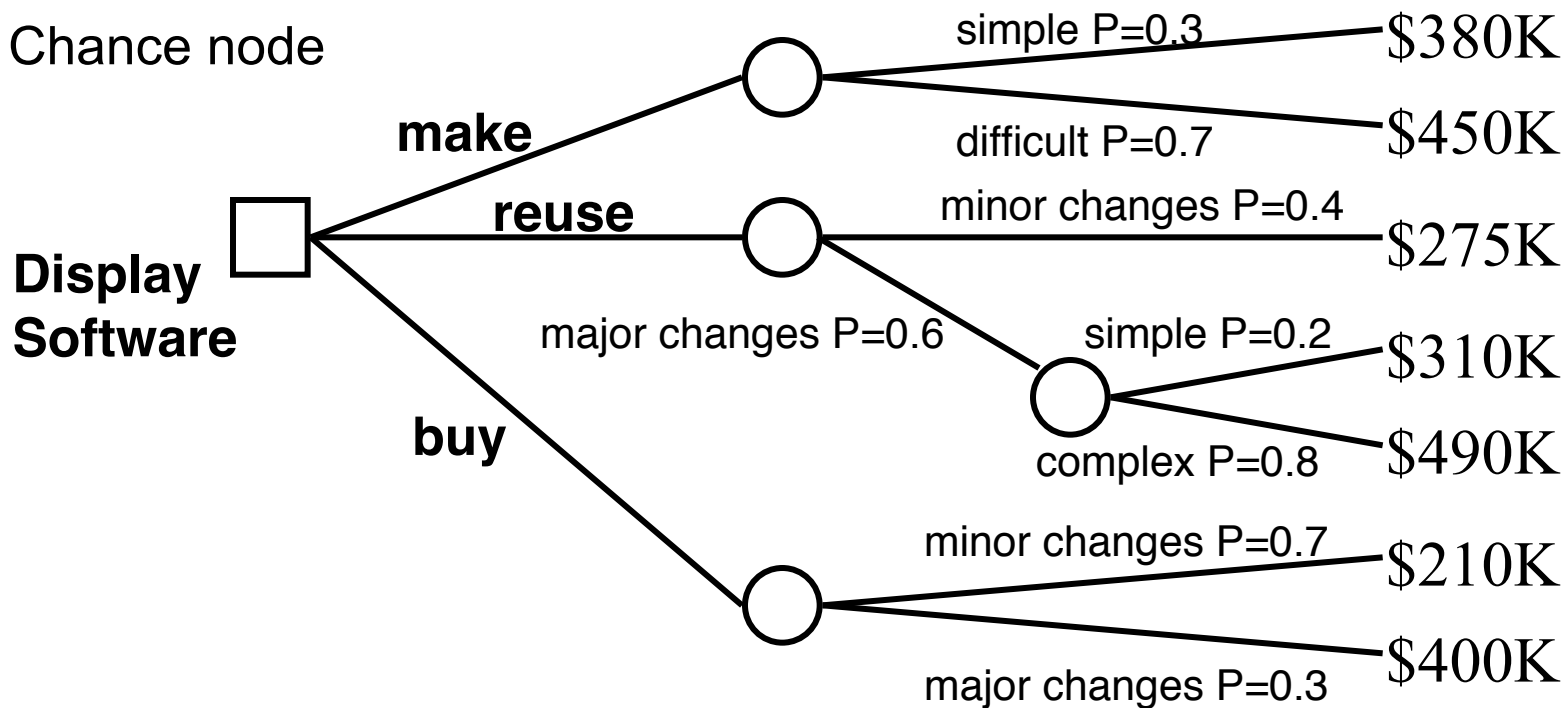 Chance node
simple P=0.3
$380K
make
difficult P=0.7
$450K
reuse
minor changes P=0.4
$275K
Display
Software
major changes P=0.6
simple P=0.2
$310K
buy
complex P=0.8
$490K
minor changes P=0.7
$210K
major changes P=0.3
$400K